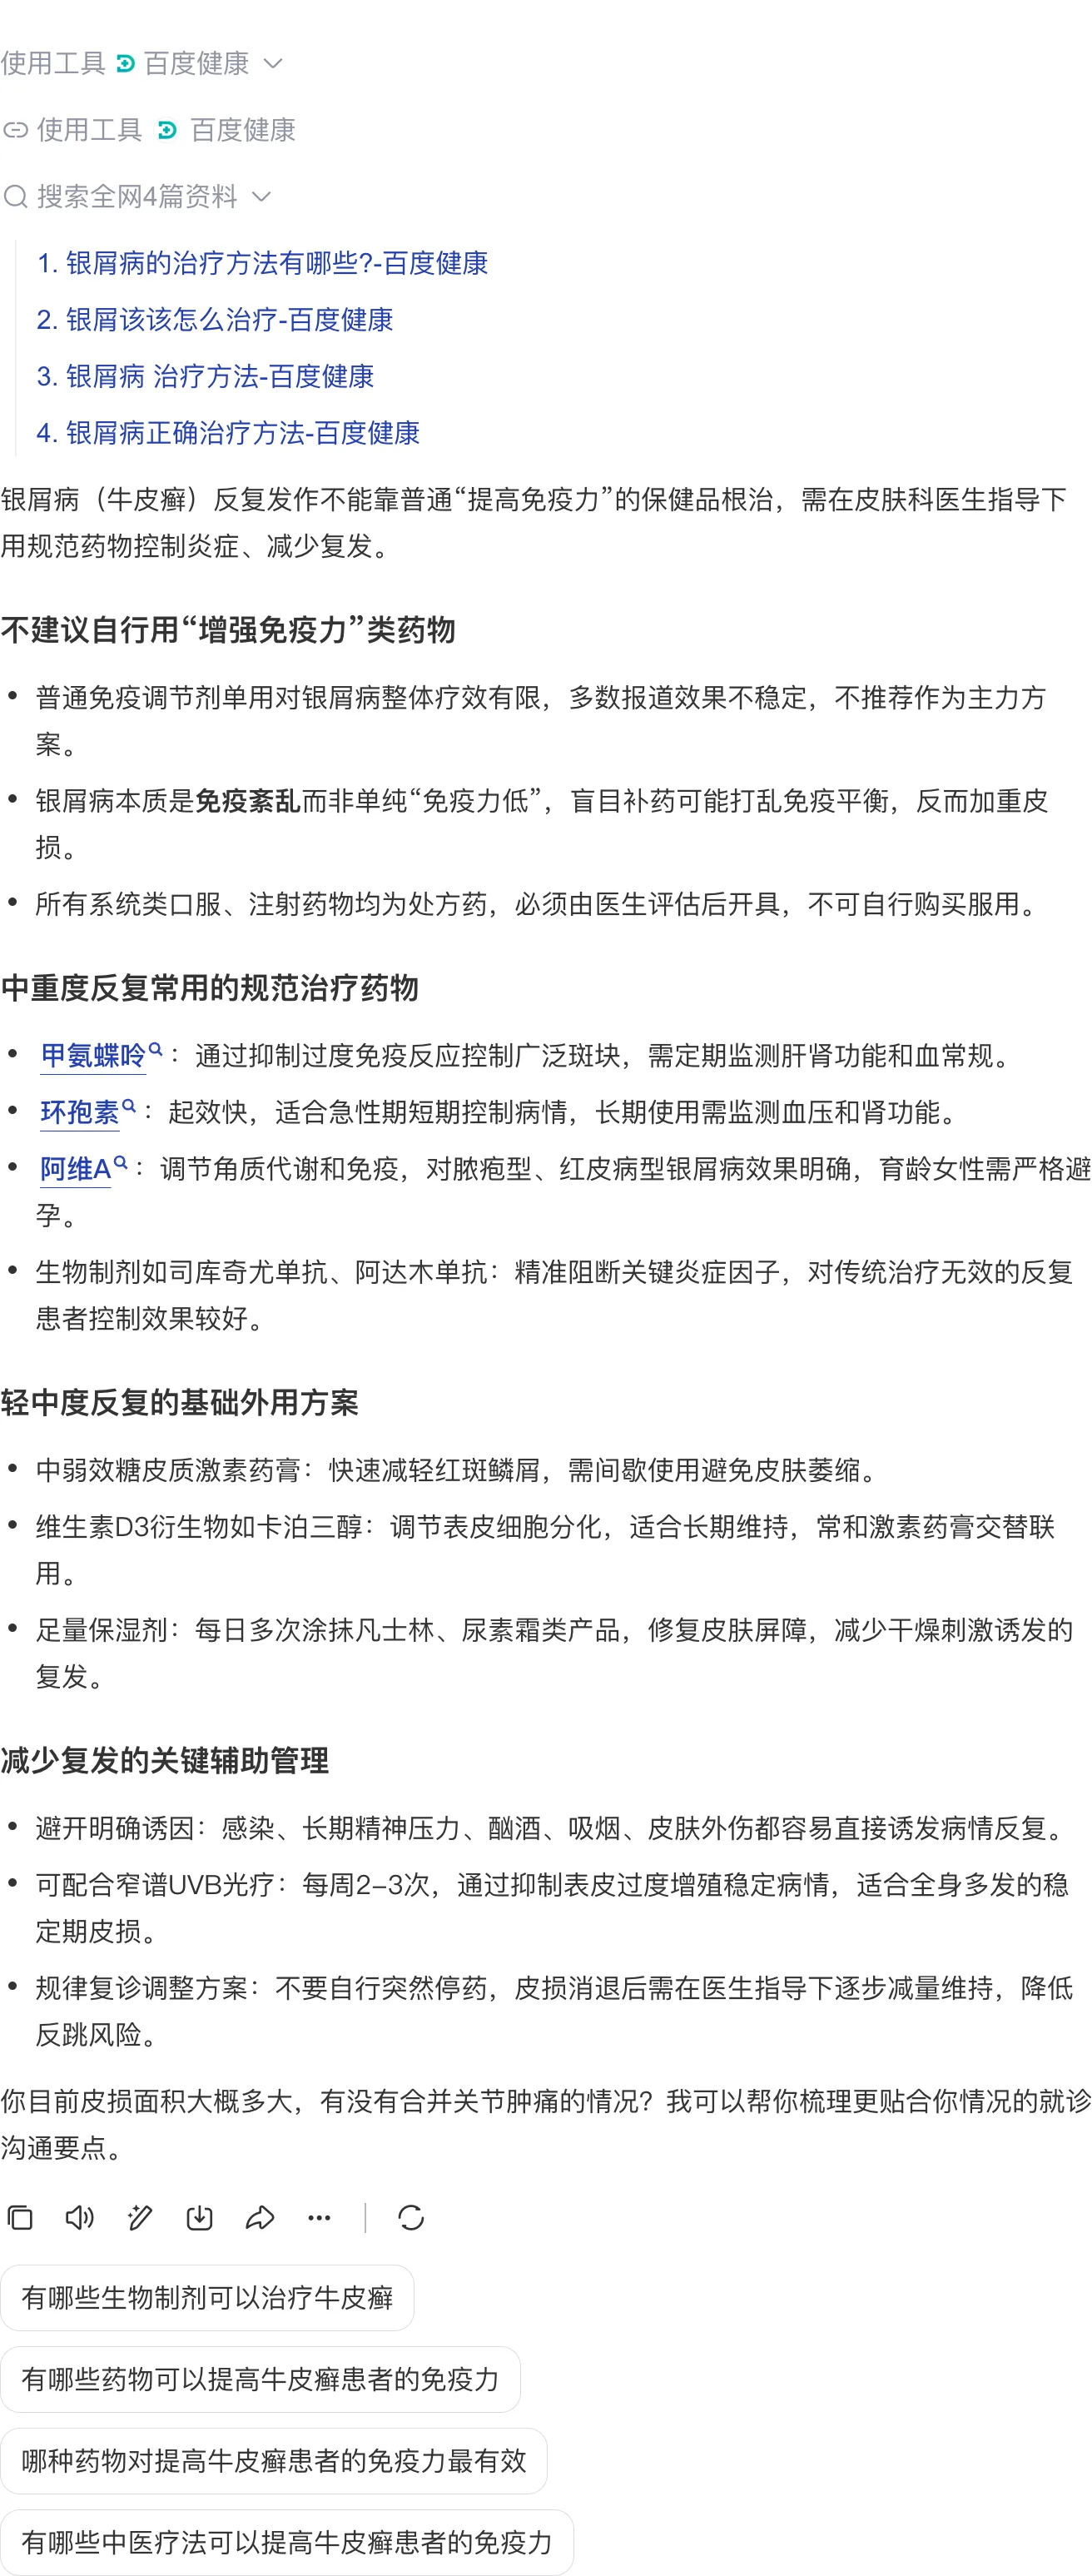 使用工具 百度健康
使用工具 百度健康
搜索全网4篇资料
1. 银屑病的治疗方法有哪些?-百度健康
2. 银屑该该怎么治疗-百度健康
3. 银屑病 治疗方法-百度健康
4. 银屑病正确治疗方法-百度健康
银屑病（牛皮癣）反复发作不能靠普通“提高免疫力”的保健品根治，需在皮肤科医生指导下
用规范药物控制炎症、减少复发。
不建议自行用“增强免疫力”类药物
• 普通免疫调节剂单用对银屑病整体疗效有限，多数报道效果不稳定，不推荐作为主力方
案。
• 银屑病本质是免疫紊乱而非单纯“免疫力低”，盲目补药可能打乱免疫平衡，反而加重皮
损。
• 所有系统类口服、注射药物均为处方药，必须由医生评估后开具，不可自行购买服用。
中重度反复常用的规范治疗药物
• 甲氨蝶呤：通过抑制过度免疫反应控制广泛斑块，需定期监测肝肾功能和血常规。
• 环孢素：起效快，适合急性期短期控制病情，长期使用需监测血压和肾功能。
• 阿维A：调节角质代谢和免疫，对脓疱型、红皮病型银屑病效果明确，育龄女性需严格避
孕。
• 生物制剂如司库奇尤单抗、阿达木单抗：精准阻断关键炎症因子，对传统治疗无效的反复
患者控制效果较好。
轻中度反复的基础外用方案
• 中弱效糖皮质激素药膏：快速减轻红斑鳞屑，需间歇使用避免皮肤萎缩。
• 维生素D3衍生物如卡泊三醇：调节表皮细胞分化，适合长期维持，常和激素药膏交替联
用。
• 足量保湿剂：每日多次涂抹凡士林、尿素霜类产品，修复皮肤屏障，减少干燥刺激诱发的
复发。
减少复发的关键辅助管理
• 避开明确诱因：感染、长期精神压力、酗酒、吸烟、皮肤外伤都容易直接诱发病情反复。
• 可配合窄谱UVB光疗：每周2-3次，通过抑制表皮过度增殖稳定病情，适合全身多发的稳
定期皮损。
• 规律复诊调整方案：不要自行突然停药，皮损消退后需在医生指导下逐步减量维持，降低
反跳风险。
你目前皮损面积大概多大，有没有合并关节肿痛的情况？我可以帮你梳理更贴合你情况的就诊
沟通要点。
有哪些生物制剂可以治疗牛皮癣
有哪些药物可以提高牛皮癣患者的免疫力
哪种药物对提高牛皮癣患者的免疫力最有效
有哪些中医疗法可以提高牛皮癣患者的免疫力